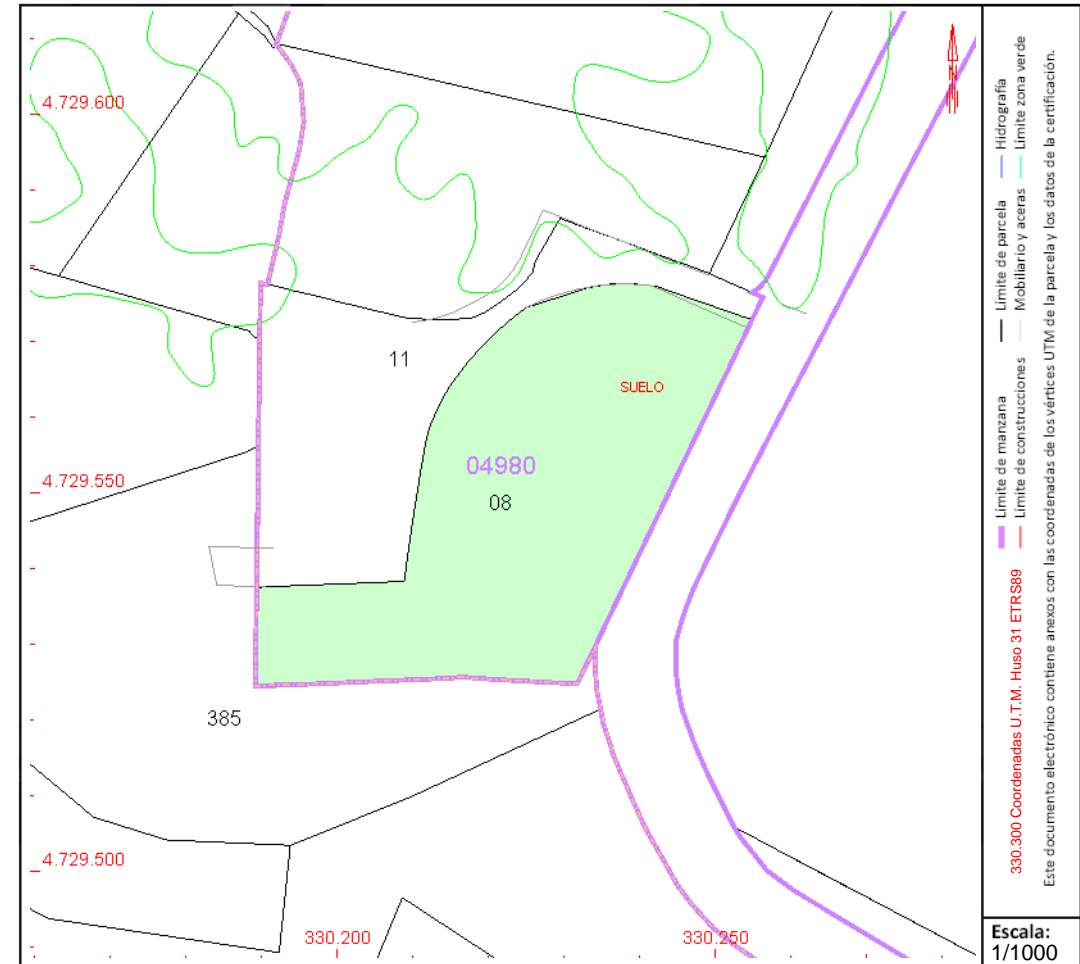 4.729.600
11
SUELO
04980
4.729.550
08
385
4.729.500
330.200
330.250
Hidrografía
Límite zona verde
Límite de parcela
Mobiliario y aceras
Límite de manzana
Límite de construcciones
330.300 Coordenadas U.T.M. Huso 31 ETRS89
Este documento electrónico contiene anexos con las coordenadas de los vértices UTM de la parcela y los datos de la certificación.
Escala:
1/1000